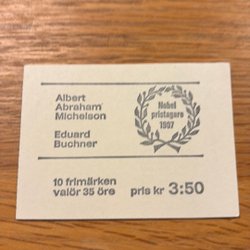 Albert
Abraham
Michelson
Eduard
Buchner
Nobel
pristagare
1907
10 frimärken
valör 35 öre
pris kr 3:50